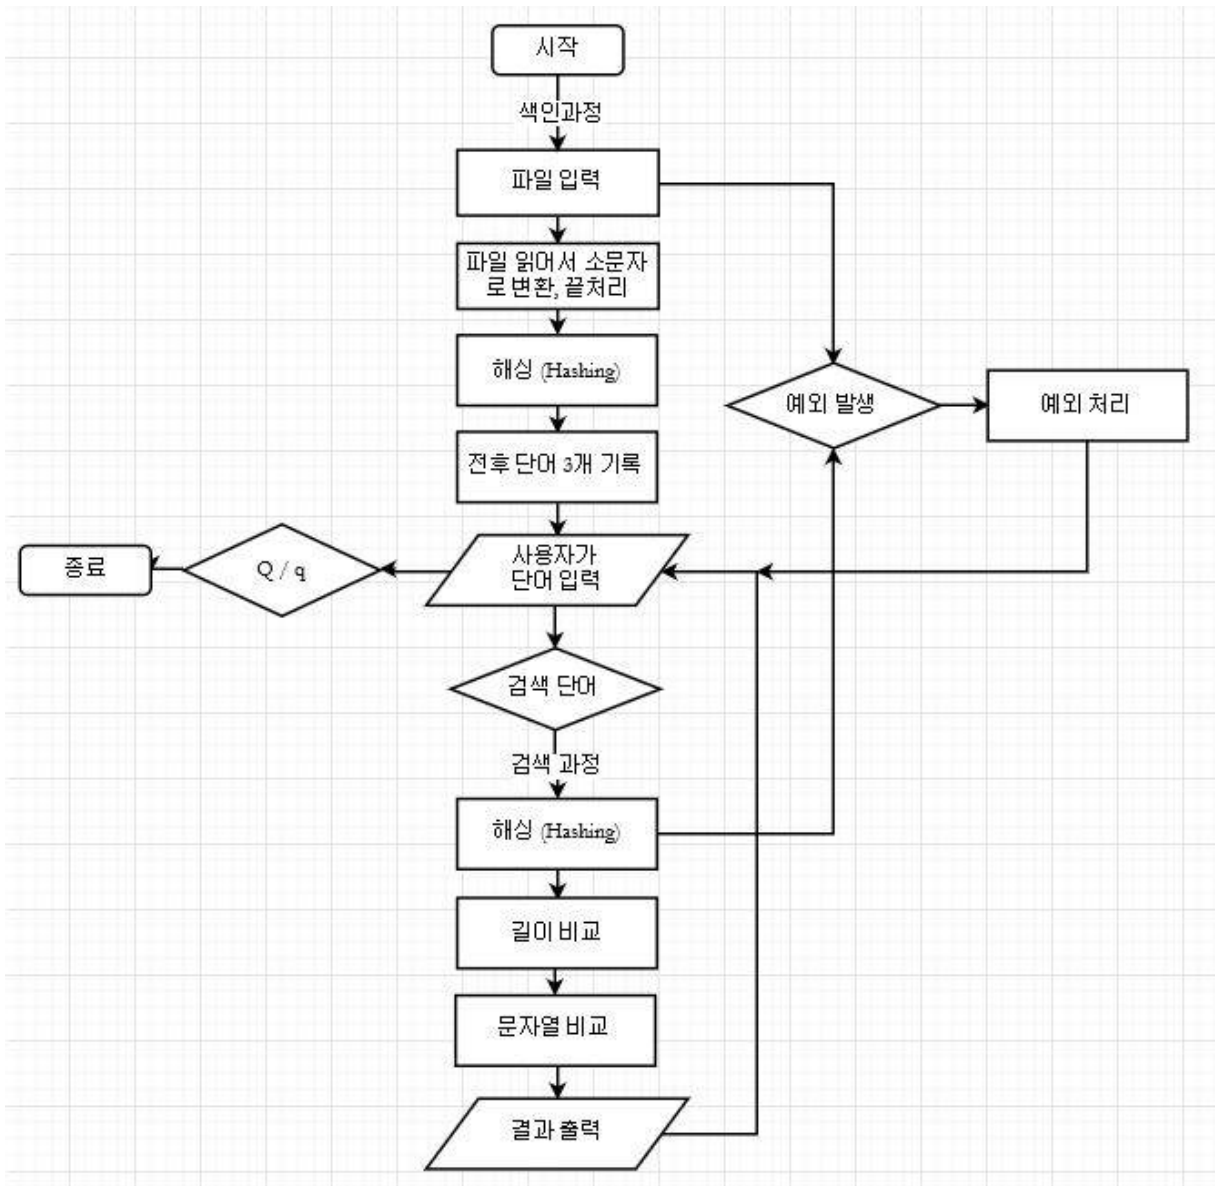 시작
색인과정
파일 입력
파일 읽어서 소문자
로 변환, 끝처리
해싱 (Hashing)
예외 발생
예외 처리
전후 단어 3개 기록
종료
Q / q
사용자가
단어 입력
검색 단어
검색 과정
해싱 (Hashing)
길이 비교
문자열 비교
결과 출력